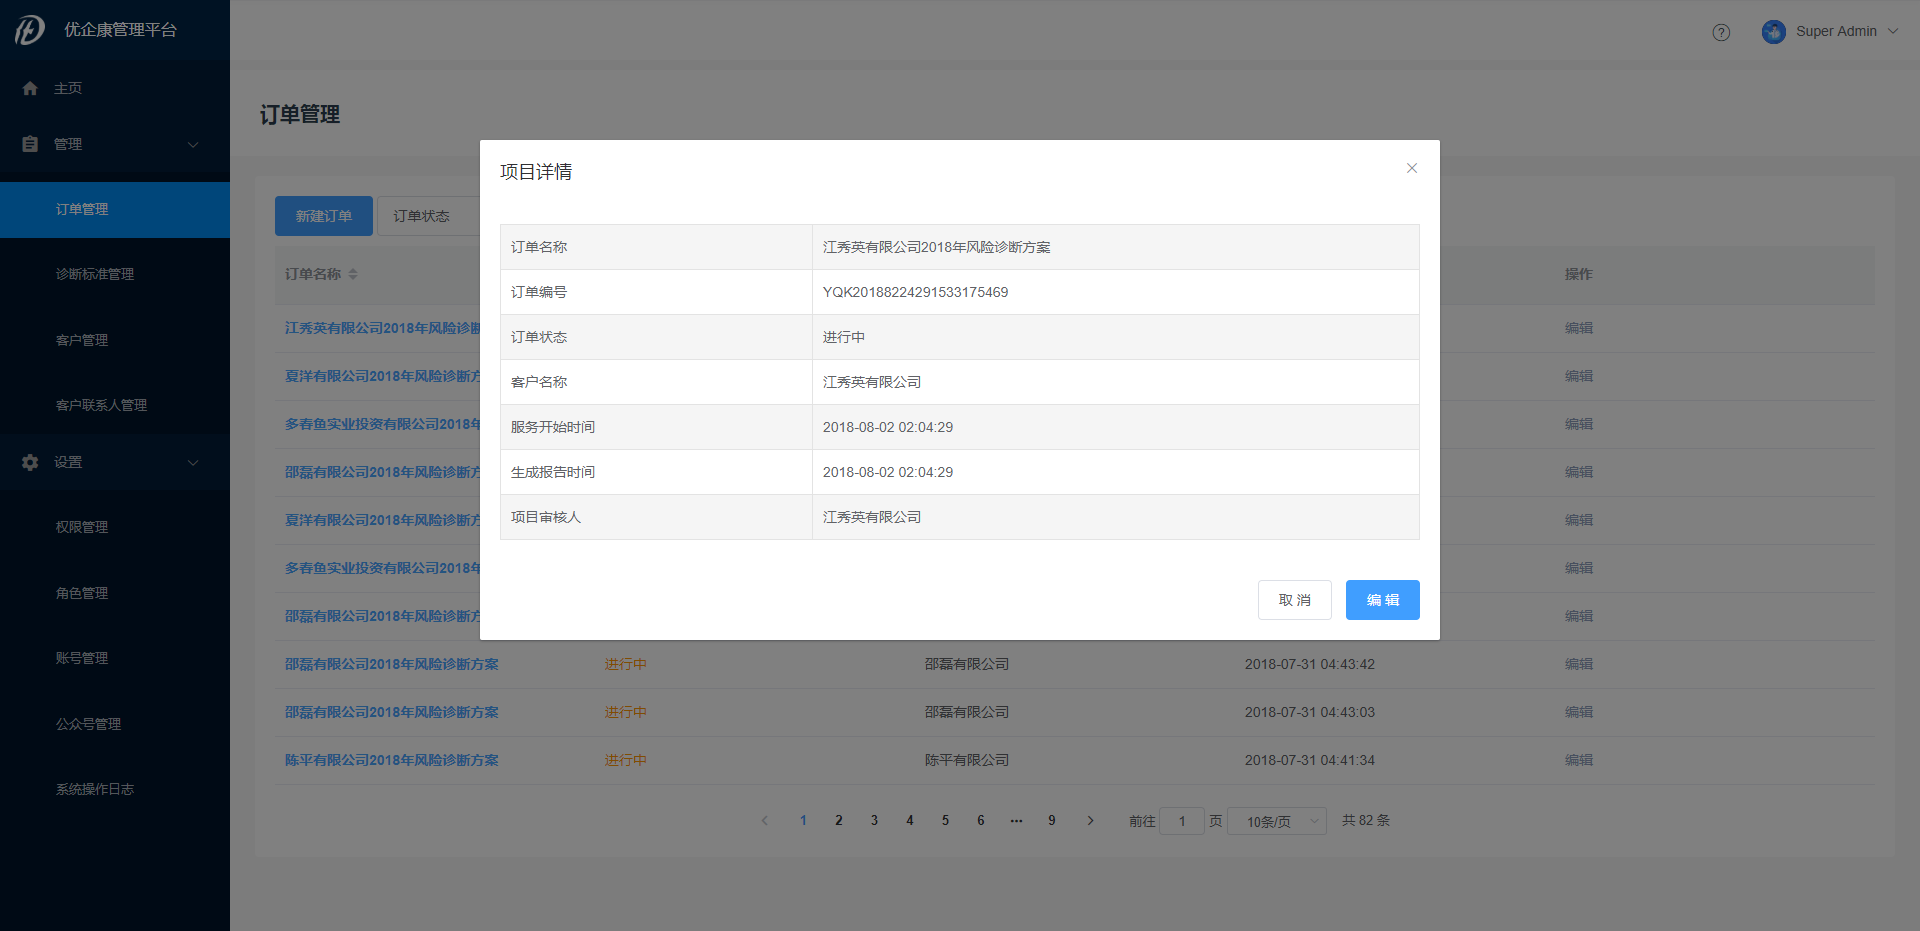 优企康管理平台
Super Admin
主页
管理
订单管理
诊断标准管理
客户管理
客户联系人管理
设置
权限管理
角色管理
账号管理
公众号管理
系统操作日志
订单管理
新建订单 订单状态
订单名称 操作
江秀英有限公司2018年风险诊断 编辑
夏洋有限公司2018年风险诊断方 编辑
多春鱼实业投资有限公司2018年 编辑
邵磊有限公司2018年风险诊断方 编辑
夏洋有限公司2018年风险诊断方 编辑
多春鱼实业投资有限公司2018年 编辑
邵磊有限公司2018年风险诊断方 编辑
邵磊有限公司2018年风险诊断方案 进行中 邵磊有限公司 2018-07-31 04:43:42 编辑
邵磊有限公司2018年风险诊断方案 进行中 邵磊有限公司 2018-07-31 04:43:03 编辑
陈平有限公司2018年风险诊断方案 进行中 陈平有限公司 2018-07-31 04:41:34 编辑
1 2 3 4 5 6 ··· 9 前往 1 页 10条/页 共 82 条
项目详情
订单名称 江秀英有限公司2018年风险诊断方案
订单编号 YQK20188224291533175469
订单状态 进行中
客户名称 江秀英有限公司
服务开始时间 2018-08-02 02:04:29
生成报告时间 2018-08-02 02:04:29
项目审核人 江秀英有限公司
取 消 编 辑